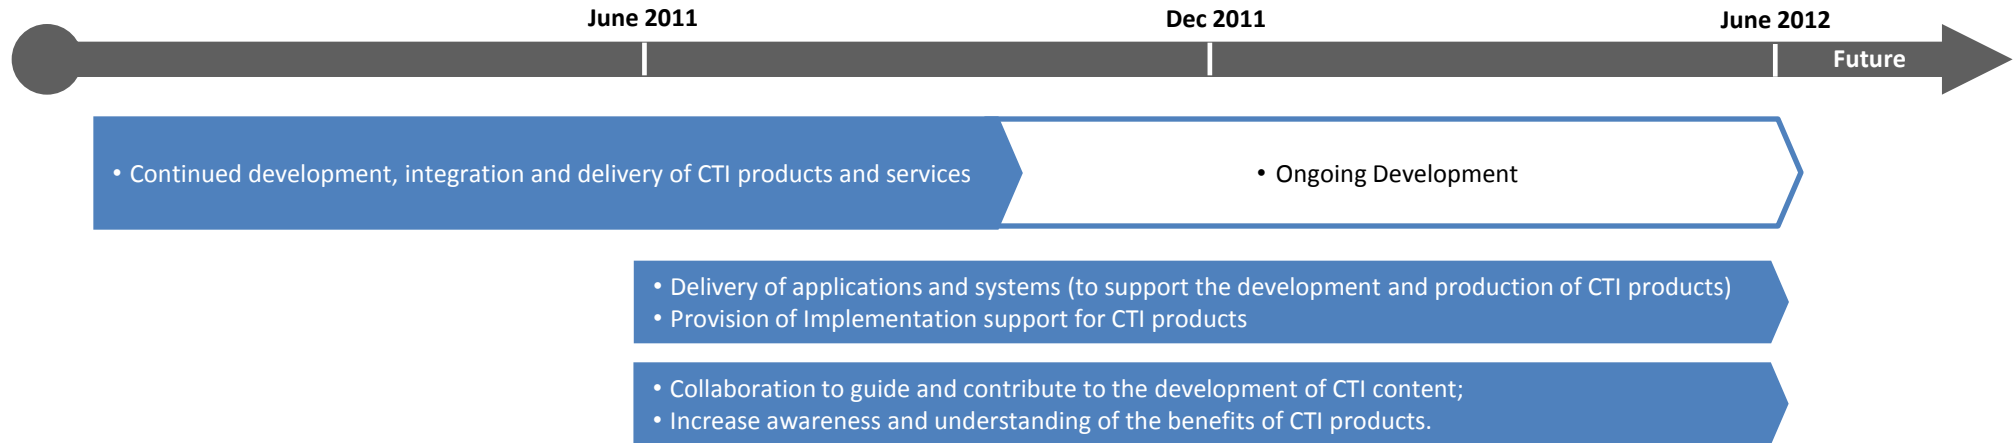 June 2011
Dec 2011
June 2012
Future
• Continued development, integration and delivery of CTI products and services
• Ongoing Development
• Delivery of applications and systems (to support the development and production of CTI products)
• Provision of Implementation support for CTI products
• Collaboration to guide and contribute to the development of CTI content;
• Increase awareness and understanding of the benefits of CTI products.